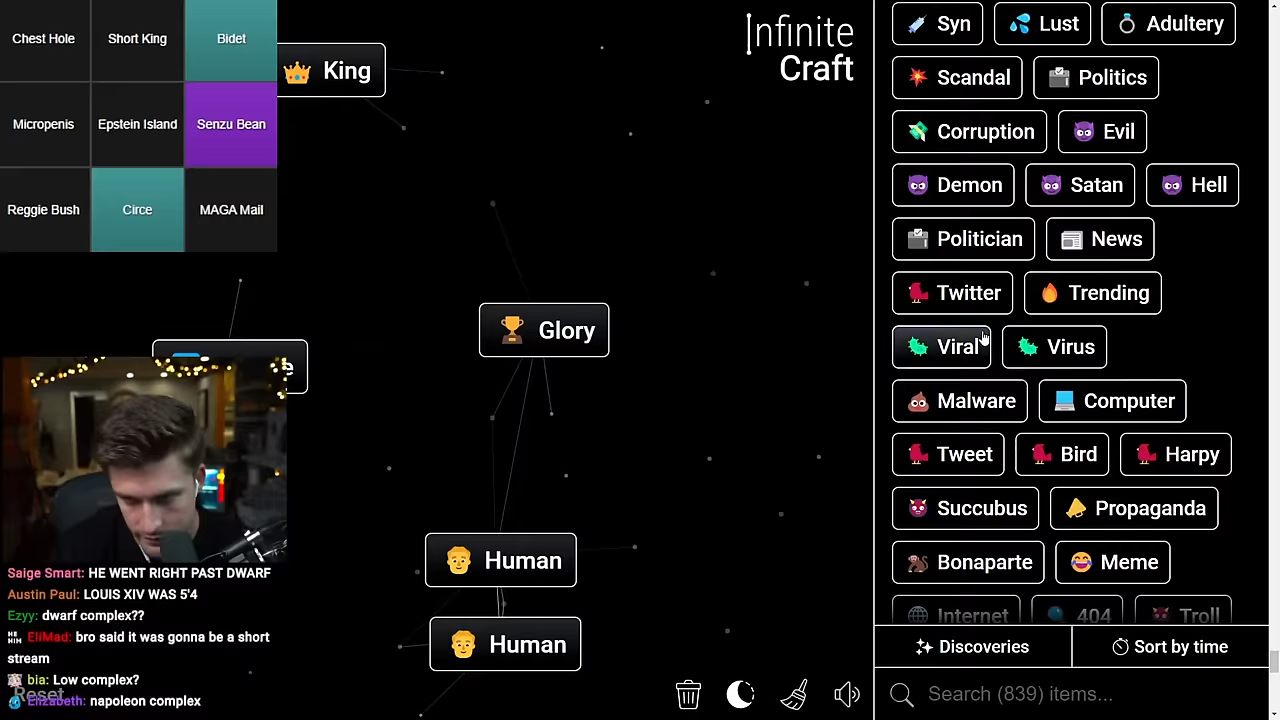 Chest Hole
Short King
Bidet
Micropenis
Epstein Island
Senzu Bean
Reggie Bush
Circe
MAGA Mail
King
Infinite
Craft
Glory
e
Human
Human
Saige Smart: HE WENT RIGHT PAST DWARF
Austin Paul: LOUIS XIV WAS 5'4
Ezyy: dwarf complex??
EliMad: bro said it was gonna be a short
stream
bia: Low complex?
Elizabeth: napoleon complex
Reset
Syn
Lust
Adultery
Scandal
Politics
Corruption
Evil
Demon
Satan
Hell
Politician
News
Twitter
Trending
Viral
Virus
Malware
Computer
Tweet
Bird
Harpy
Succubus
Propaganda
Bonaparte
Meme
Internet
404
Troll
Discoveries
Sort by time
Search (839) items...